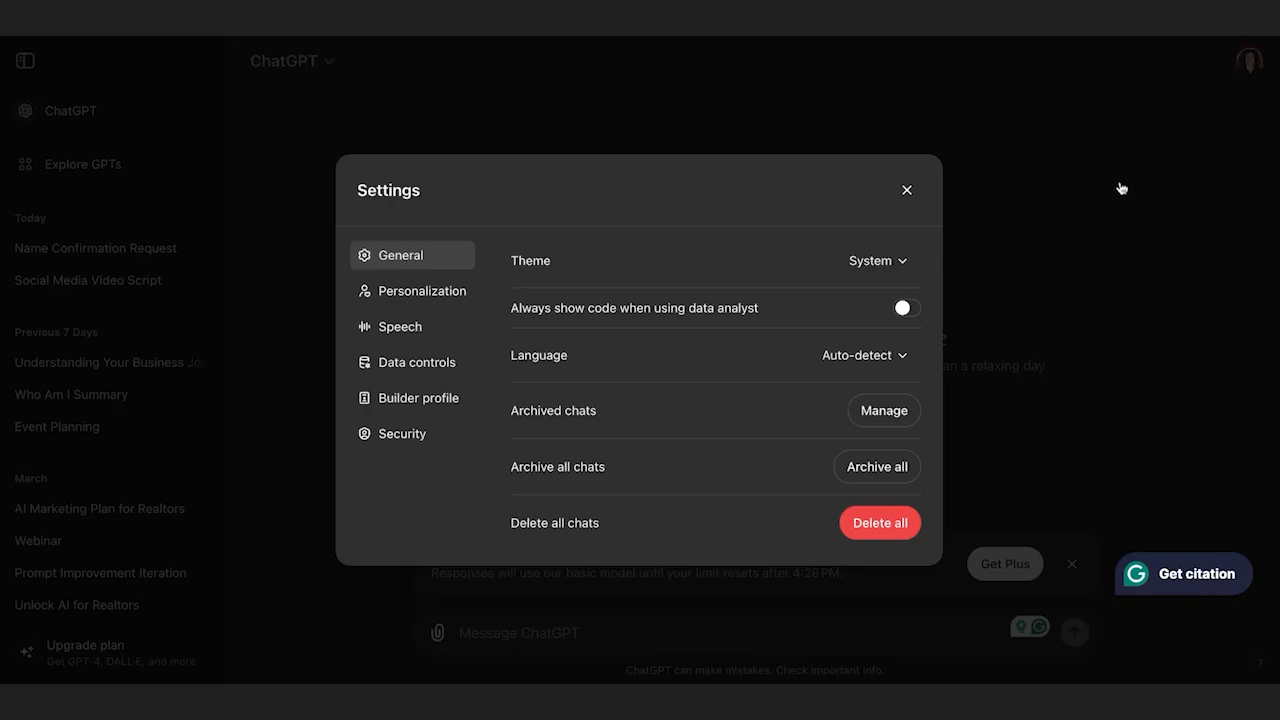 ChatGPT
ChatGPT
Explore GPTs
Today
Name Confirmation Request
Social Media Video Script
Previous 7 Days
Understanding Your Business Jo
Who Am I Summary
Event Planning
March
AI Marketing Plan for Realtors
Webinar
Prompt Improvement Iteration
Unlock AI for Realtors
Upgrade plan
Get GPT-4, DALL·E, and more
Settings
General
Personalization
Speech
Data controls
Builder profile
Security
Theme
System
Always show code when using data analyst
Language
Auto-detect
Archived chats
Manage
Archive all chats
Archive all
Delete all chats
Delete all
an a relaxing day
Responses will use our basic model until your limit resets after 4:28 PM.
Get Plus
Get citation
Message ChatGPT
ChatGPT can make mistakes. Check important info.
?